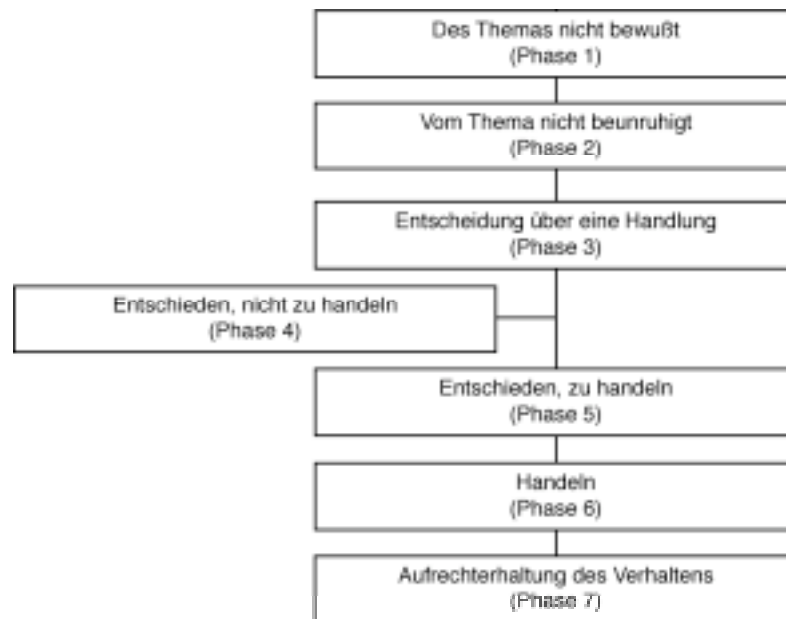 Des Themas nicht bewußt
(Phase 1)
Vom Thema nicht beunruhigt
(Phase 2)
Entscheidung über eine Handlung
(Phase 3)
Entschieden, nicht zu handeln
(Phase 4)
Entschieden, zu handeln
(Phase 5)
Handeln
(Phase 6)
Aufrechterhaltung des Verhaltens
(Phase 7)